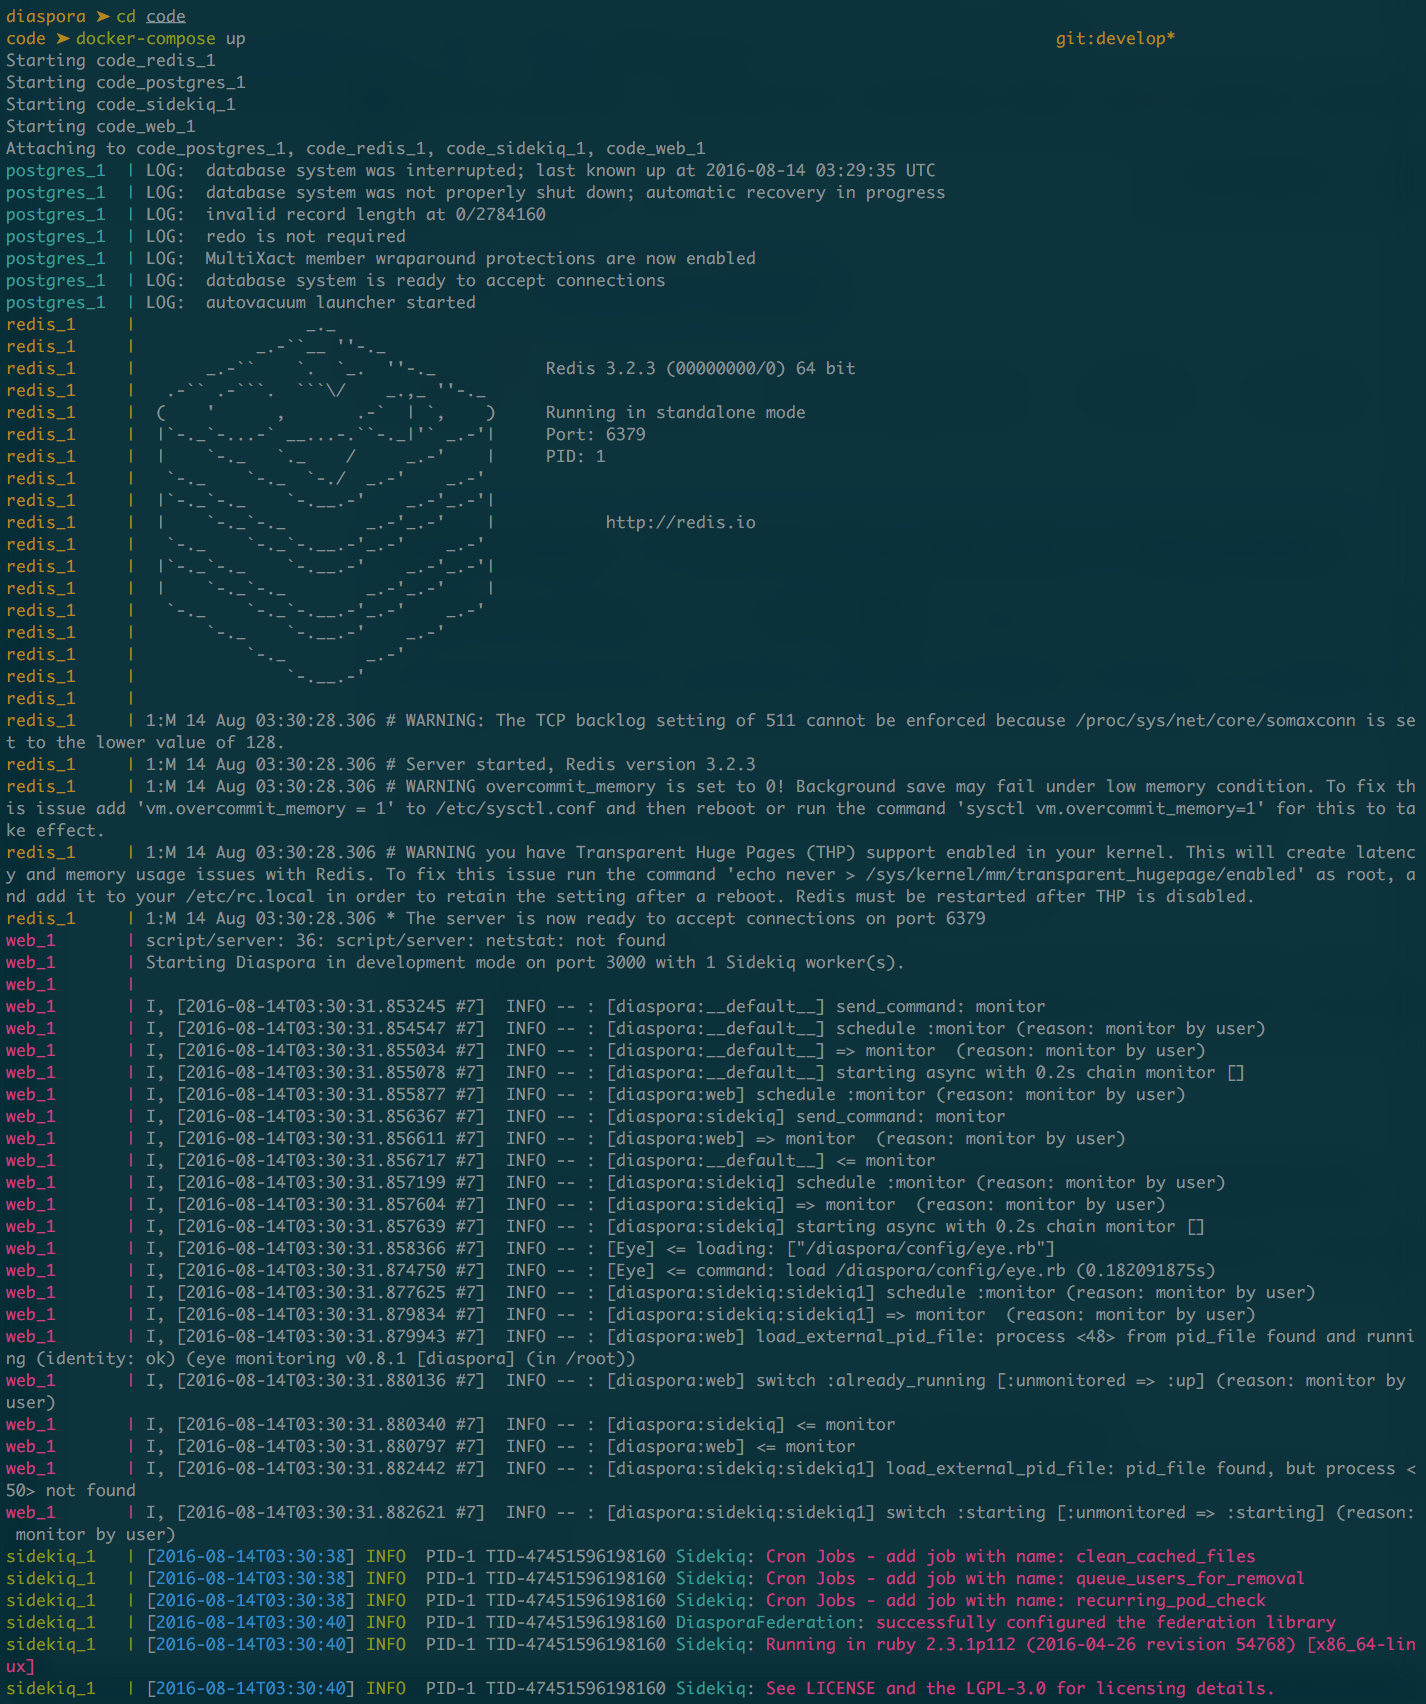 diaspora ➤ cd code
code ➤ docker-compose up git:develop*
Starting code_redis_1
Starting code_postgres_1
Starting code_sidekiq_1
Starting code_web_1
Attaching to code_postgres_1, code_redis_1, code_sidekiq_1, code_web_1
postgres_1  | LOG:  database system was interrupted; last known up at 2016-08-14 03:29:35 UTC
postgres_1  | LOG:  database system was not properly shut down; automatic recovery in progress
postgres_1  | LOG:  invalid record length at 0/2784160
postgres_1  | LOG:  redo is not required
postgres_1  | LOG:  MultiXact member wraparound protections are now enabled
postgres_1  | LOG:  database system is ready to accept connections
postgres_1  | LOG:  autovacuum launcher started
redis_1     |                 _._
redis_1     |            _.-``__ ''-._
redis_1     |       _.-``    `.  `_.  ''-._           Redis 3.2.3 (00000000/0) 64 bit
redis_1     |   .-`` .-```.  ```\/    _.,_ ''-._
redis_1     |  (    '      ,       .-`  | `,    )     Running in standalone mode
redis_1     |  |`-._`-...-` __...-.``-._|'` _.-'|     Port: 6379
redis_1     |  |    `-._   `._    /     _.-'    |     PID: 1
redis_1     |   `-._    `-._  `-./  _.-'    _.-'
redis_1     |  |`-._`-._    `-.__.-'    _.-'_.-'|
redis_1     |  |    `-._`-._        _.-'_.-'    |           http://redis.io
redis_1     |   `-._    `-._`-.__.-'_.-'    _.-'
redis_1     |  |`-._`-._    `-.__.-'    _.-'_.-'|
redis_1     |  |    `-._`-._        _.-'_.-'    |
redis_1     |   `-._    `-._`-.__.-'_.-'    _.-'
redis_1     |       `-._    `-.__.-'    _.-'
redis_1     |           `-._        _.-'
redis_1     |               `-.__.-'
redis_1     |
redis_1     | 1:M 14 Aug 03:30:28.306 # WARNING: The TCP backlog setting of 511 cannot be enforced because /proc/sys/net/core/somaxconn is se
t to the lower value of 128.
redis_1     | 1:M 14 Aug 03:30:28.306 # Server started, Redis version 3.2.3
redis_1     | 1:M 14 Aug 03:30:28.306 # WARNING overcommit_memory is set to 0! Background save may fail under low memory condition. To fix th
is issue add 'vm.overcommit_memory = 1' to /etc/sysctl.conf and then reboot or run the command 'sysctl vm.overcommit_memory=1' for this to ta
ke effect.
redis_1     | 1:M 14 Aug 03:30:28.306 # WARNING you have Transparent Huge Pages (THP) support enabled in your kernel. This will create latenc
y and memory usage issues with Redis. To fix this issue run the command 'echo never > /sys/kernel/mm/transparent_hugepage/enabled' as root, a
nd add it to your /etc/rc.local in order to retain the setting after a reboot. Redis must be restarted after THP is disabled.
redis_1     | 1:M 14 Aug 03:30:28.306 * The server is now ready to accept connections on port 6379
web_1       | script/server: 36: script/server: netstat: not found
web_1       | Starting Diaspora in development mode on port 3000 with 1 Sidekiq worker(s).
web_1       |
web_1       | I, [2016-08-14T03:30:31.853245 #7]  INFO -- : [diaspora:__default__] send_command: monitor
web_1       | I, [2016-08-14T03:30:31.854547 #7]  INFO -- : [diaspora:__default__] schedule :monitor (reason: monitor by user)
web_1       | I, [2016-08-14T03:30:31.855034 #7]  INFO -- : [diaspora:__default__] => monitor  (reason: monitor by user)
web_1       | I, [2016-08-14T03:30:31.855078 #7]  INFO -- : [diaspora:__default__] starting async with 0.2s chain monitor []
web_1       | I, [2016-08-14T03:30:31.855877 #7]  INFO -- : [diaspora:web] schedule :monitor (reason: monitor by user)
web_1       | I, [2016-08-14T03:30:31.856367 #7]  INFO -- : [diaspora:sidekiq] send_command: monitor
web_1       | I, [2016-08-14T03:30:31.856611 #7]  INFO -- : [diaspora:web] => monitor  (reason: monitor by user)
web_1       | I, [2016-08-14T03:30:31.856717 #7]  INFO -- : [diaspora:__default__] <= monitor
web_1       | I, [2016-08-14T03:30:31.857199 #7]  INFO -- : [diaspora:sidekiq] schedule :monitor (reason: monitor by user)
web_1       | I, [2016-08-14T03:30:31.857604 #7]  INFO -- : [diaspora:sidekiq] => monitor  (reason: monitor by user)
web_1       | I, [2016-08-14T03:30:31.857639 #7]  INFO -- : [diaspora:sidekiq] starting async with 0.2s chain monitor []
web_1       | I, [2016-08-14T03:30:31.858366 #7]  INFO -- : [Eye] <= loading: ["/diaspora/config/eye.rb"]
web_1       | I, [2016-08-14T03:30:31.874750 #7]  INFO -- : [Eye] <= command: load /diaspora/config/eye.rb (0.182091875s)
web_1       | I, [2016-08-14T03:30:31.877625 #7]  INFO -- : [diaspora:sidekiq:sidekiq1] schedule :monitor (reason: monitor by user)
web_1       | I, [2016-08-14T03:30:31.879834 #7]  INFO -- : [diaspora:sidekiq:sidekiq1] => monitor  (reason: monitor by user)
web_1       | I, [2016-08-14T03:30:31.879943 #7]  INFO -- : [diaspora:web] load_external_pid_file: process <48> from pid_file found and runni
ng (identity: ok) (eye monitoring v0.8.1 [diaspora] (in /root))
web_1       | I, [2016-08-14T03:30:31.880136 #7]  INFO -- : [diaspora:web] switch :already_running [:unmonitored => :up] (reason: monitor by
user)
web_1       | I, [2016-08-14T03:30:31.880340 #7]  INFO -- : [diaspora:sidekiq] <= monitor
web_1       | I, [2016-08-14T03:30:31.880797 #7]  INFO -- : [diaspora:web] <= monitor
web_1       | I, [2016-08-14T03:30:31.882442 #7]  INFO -- : [diaspora:sidekiq:sidekiq1] load_external_pid_file: pid_file found, but process <
50> not found
web_1       | I, [2016-08-14T03:30:31.882621 #7]  INFO -- : [diaspora:sidekiq:sidekiq1] switch :starting [:unmonitored => :starting] (reason:
 monitor by user)
sidekiq_1   | [2016-08-14T03:30:38] INFO  PID-1 TID-47451596198160 Sidekiq: Cron Jobs - add job with name: clean_cached_files
sidekiq_1   | [2016-08-14T03:30:38] INFO  PID-1 TID-47451596198160 Sidekiq: Cron Jobs - add job with name: queue_users_for_removal
sidekiq_1   | [2016-08-14T03:30:38] INFO  PID-1 TID-47451596198160 Sidekiq: Cron Jobs - add job with name: recurring_pod_check
sidekiq_1   | [2016-08-14T03:30:40] INFO  PID-1 TID-47451596198160 DiasporaFederation: successfully configured the federation library
sidekiq_1   | [2016-08-14T03:30:40] INFO  PID-1 TID-47451596198160 Sidekiq: Running in ruby 2.3.1p112 (2016-04-26 revision 54768) [x86_64-lin
ux]
sidekiq_1   | [2016-08-14T03:30:40] INFO  PID-1 TID-47451596198160 Sidekiq: See LICENSE and the LGPL-3.0 for licensing details.